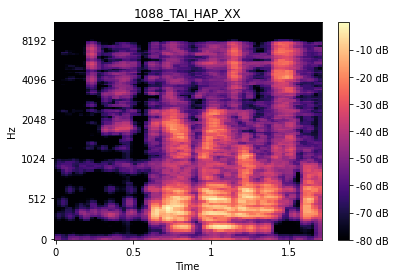 1088_TAI_HAP_XX
8192
4096
2048
1024
512
0
Hz
0
0.5
1
1.5
Time
-10 dB
-20 dB
-30 dB
-40 dB
-50 dB
-60 dB
-70 dB
-80 dB